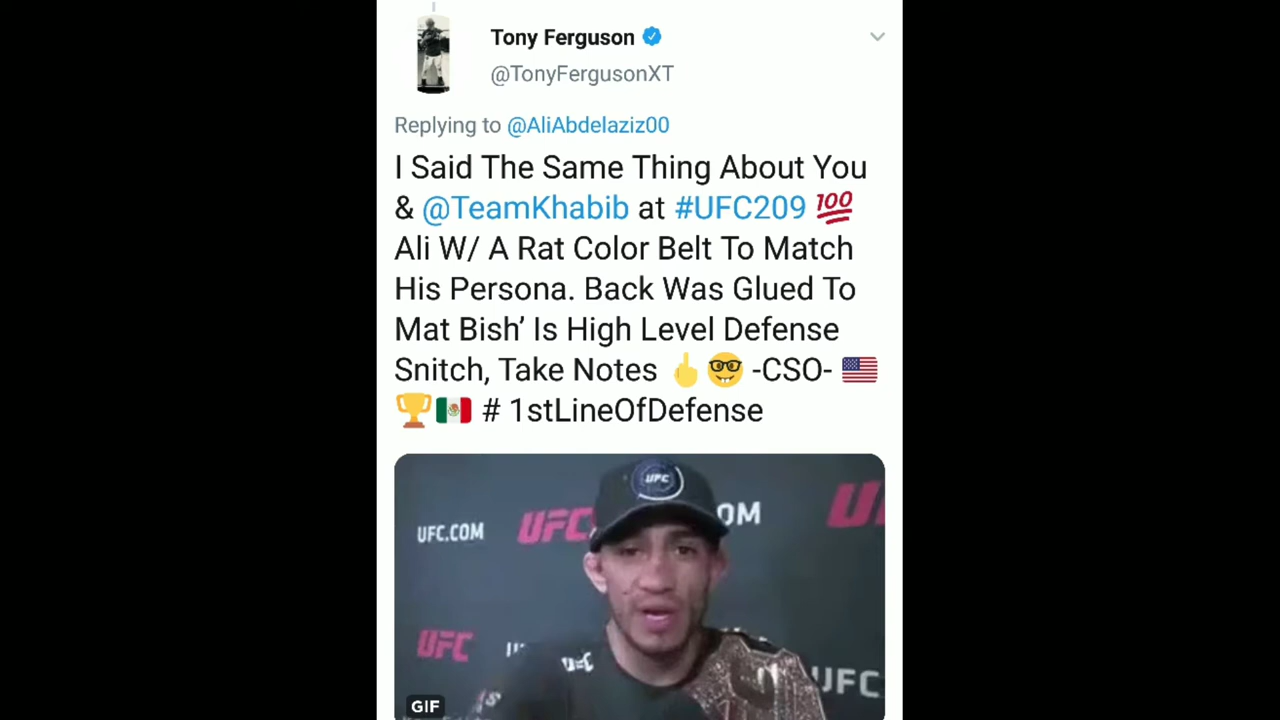 Tony Ferguson
@TonyFergusonXT
Replying to @AliAbdelaziz00
I Said The Same Thing About You
& @TeamKhabib at #UFC209 💯
Ali W/ A Rat Color Belt To Match
His Persona. Back Was Glued To
Mat Bish’ Is High Level Defense
Snitch, Take Notes 🖕🤓 -CSO- 🇺🇸
🏆🇲🇽 # 1stLineOfDefense
UFC
UFC.COM UFC OM U
UFC UFC UFC
GIF